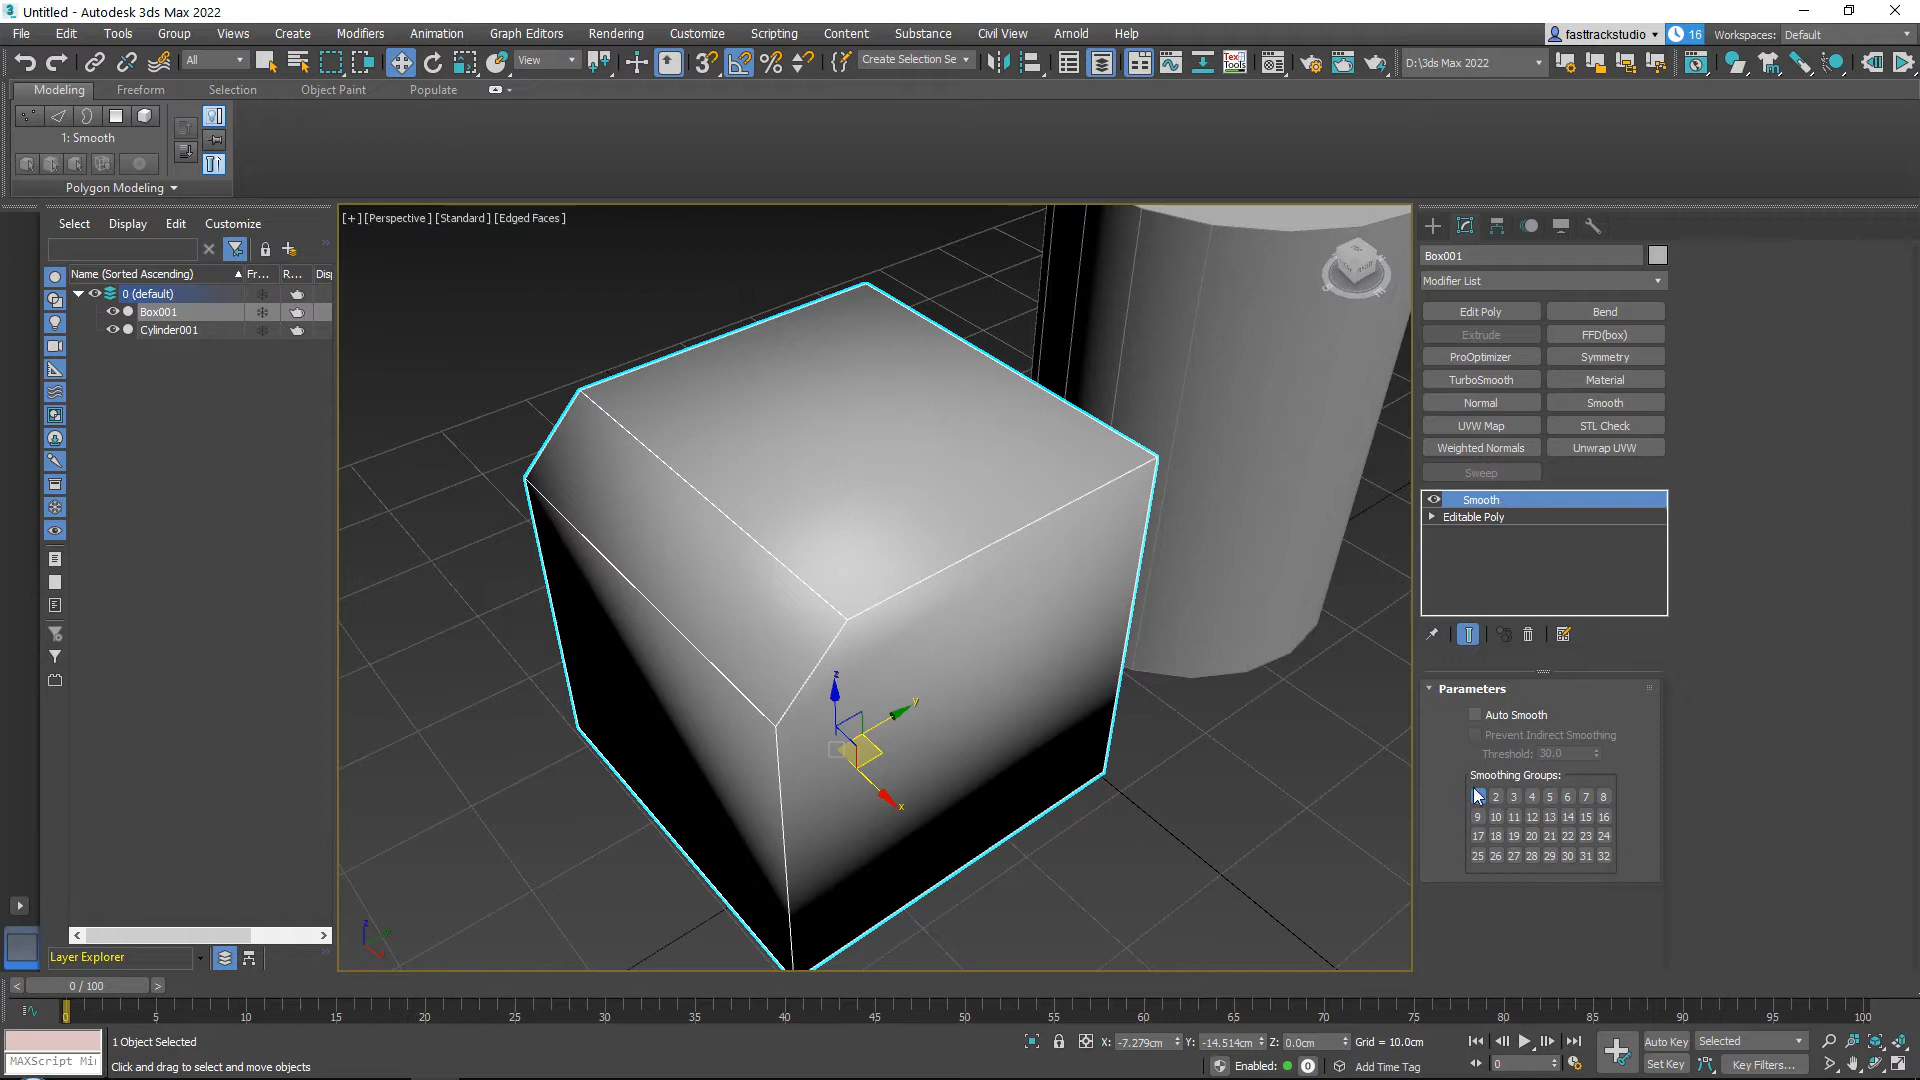 Untitled - Autodesk 3ds Max 2022
File Edit Tools Group Views Create Modifiers Animation Graph Editors Rendering Customize Scripting Content Substance Civil View Arnold Help
fasttrackstudio 16 Workspaces: Default
All View Create Selection Se D:\3ds Max 2022
Modeling Freeform Selection Object Paint Populate
1: Smooth
Polygon Modeling
Select Display Edit Customize
[+] [Perspective] [Standard] [Edged Faces]
Name (Sorted Ascending) Fr... R... Disp
0 (default)
Box001
Cylinder001
Box001
Modifier List
Edit Poly Bend
Extrude FFD(box)
ProOptimizer Symmetry
TurboSmooth Material
Normal Smooth
UVW Map STL Check
Weighted Normals Unwrap UVW
Sweep
Smooth
Editable Poly
Parameters
Auto Smooth
Prevent Indirect Smoothing
Threshold: 30.0
Smoothing Groups:
2 3 4 5 6 7 8
9 10 11 12 13 14 15 16
17 18 19 20 21 22 23 24
25 26 27 28 29 30 31 32
z
y
x
Layer Explorer
0 / 100
0 5 10 15 20 25 30 35 40 45 50 55 60 65 70 75 80 85 90 95 100
1 Object Selected
X: -7.279cm Y: -14.514cm Z: 0.0cm Grid = 10.0cm
Auto Key Selected
MAXScript Mi
Click and drag to select and move objects
Enabled: 0 Add Time Tag
0
Set Key Key Filters...